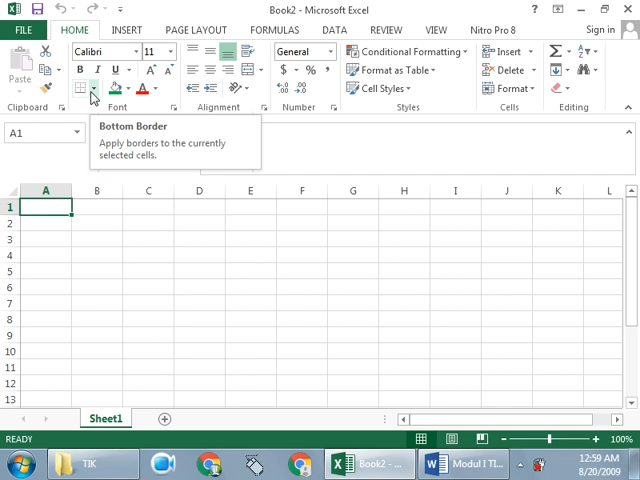 Book2 - Microsoft Excel
FILE HOME INSERT PAGE LAYOUT FORMULAS DATA REVIEW VIEW Nitro Pro 8 Sign in
Paste
Calibri 11
B I U A A
A
General
$ % ,
Conditional Formatting
Format as Table
Cell Styles
Insert
Delete
Format
Clipboard Font Alignment Number Styles Cells Editing
Bottom Border
Apply borders to the currently
selected cells.
A1
A B C D E F G H I J K L
1
2
3
4
5
6
7
8
9
10
11
12
13
Sheet1
READY 100%
TIK
Book2 - ...
Modul I TI...
12:59 AM
8/20/2009